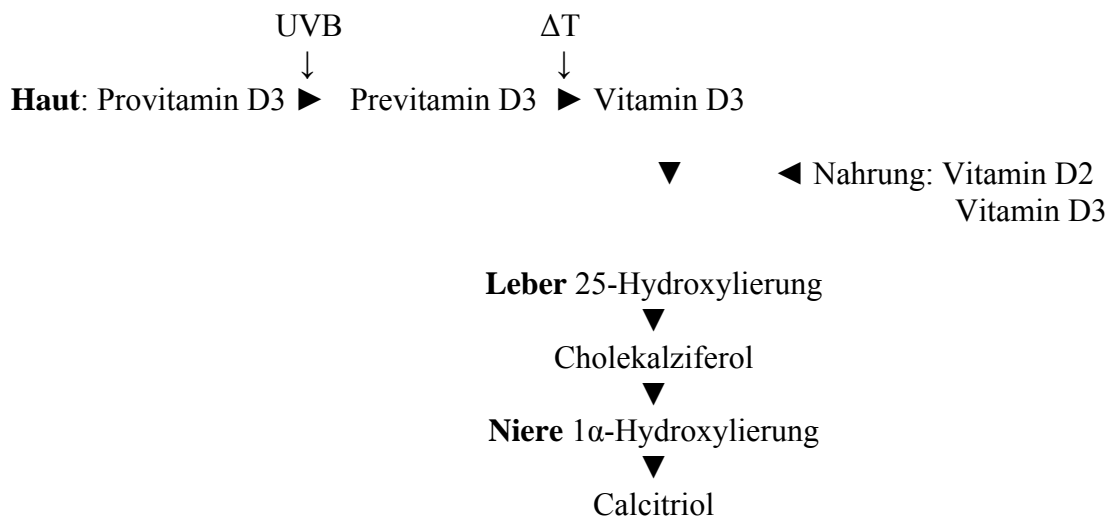 UVB ΔT
↓ ↓
Haut: Provitamin D3 ► Previtamin D3 ► Vitamin D3
▼ ◄ Nahrung: Vitamin D2
Vitamin D3
Leber 25-Hydroxylierung
▼
Cholekalziferol
▼
Niere 1α-Hydroxylierung
▼
Calcitriol